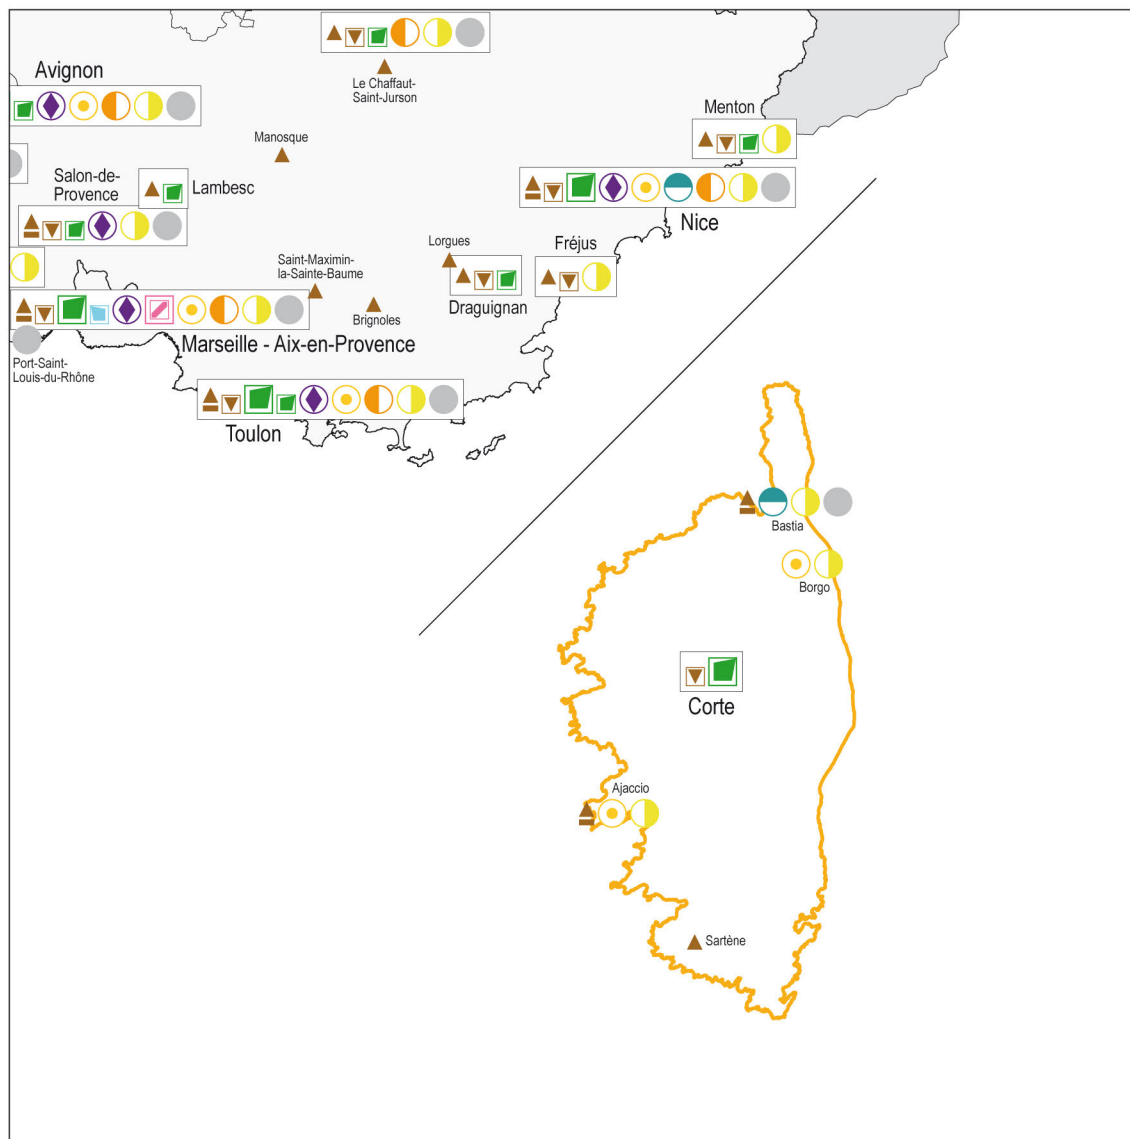 Avignon
Le Chaffaut-
Saint-Jurson
Menton
Manosque
Salon-de-
Provence
Lambesc
Nice
Lorgues
Fréjus
Saint-Maximin-
la-Sainte-Baume
Draguignan
Brignoles
Marseille - Aix-en-Provence
Port-Saint-
Louis-du-Rhône
Toulon
Bastia
Borgo
Corte
Ajaccio
Sartène